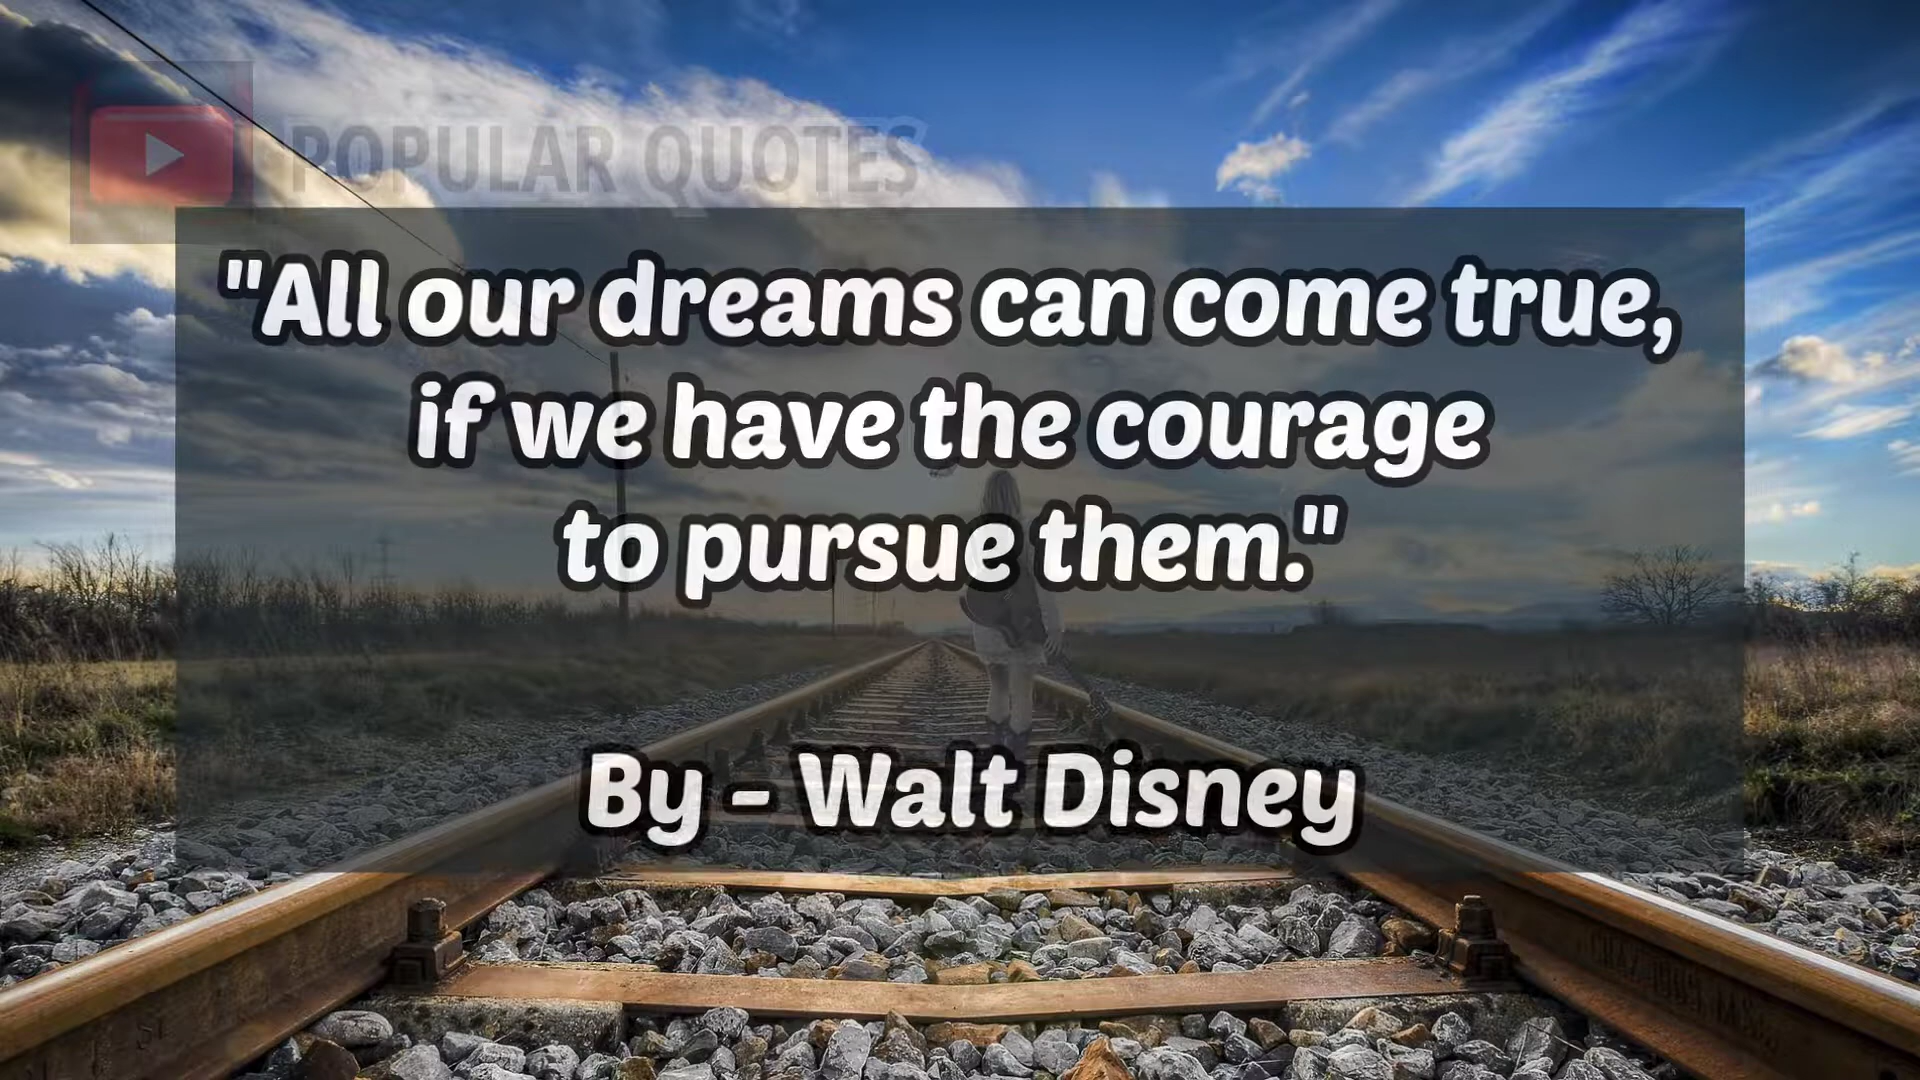 POPULAR QUOTES
"All our dreams can come true,
if we have the courage
to pursue them."
By - Walt Disney